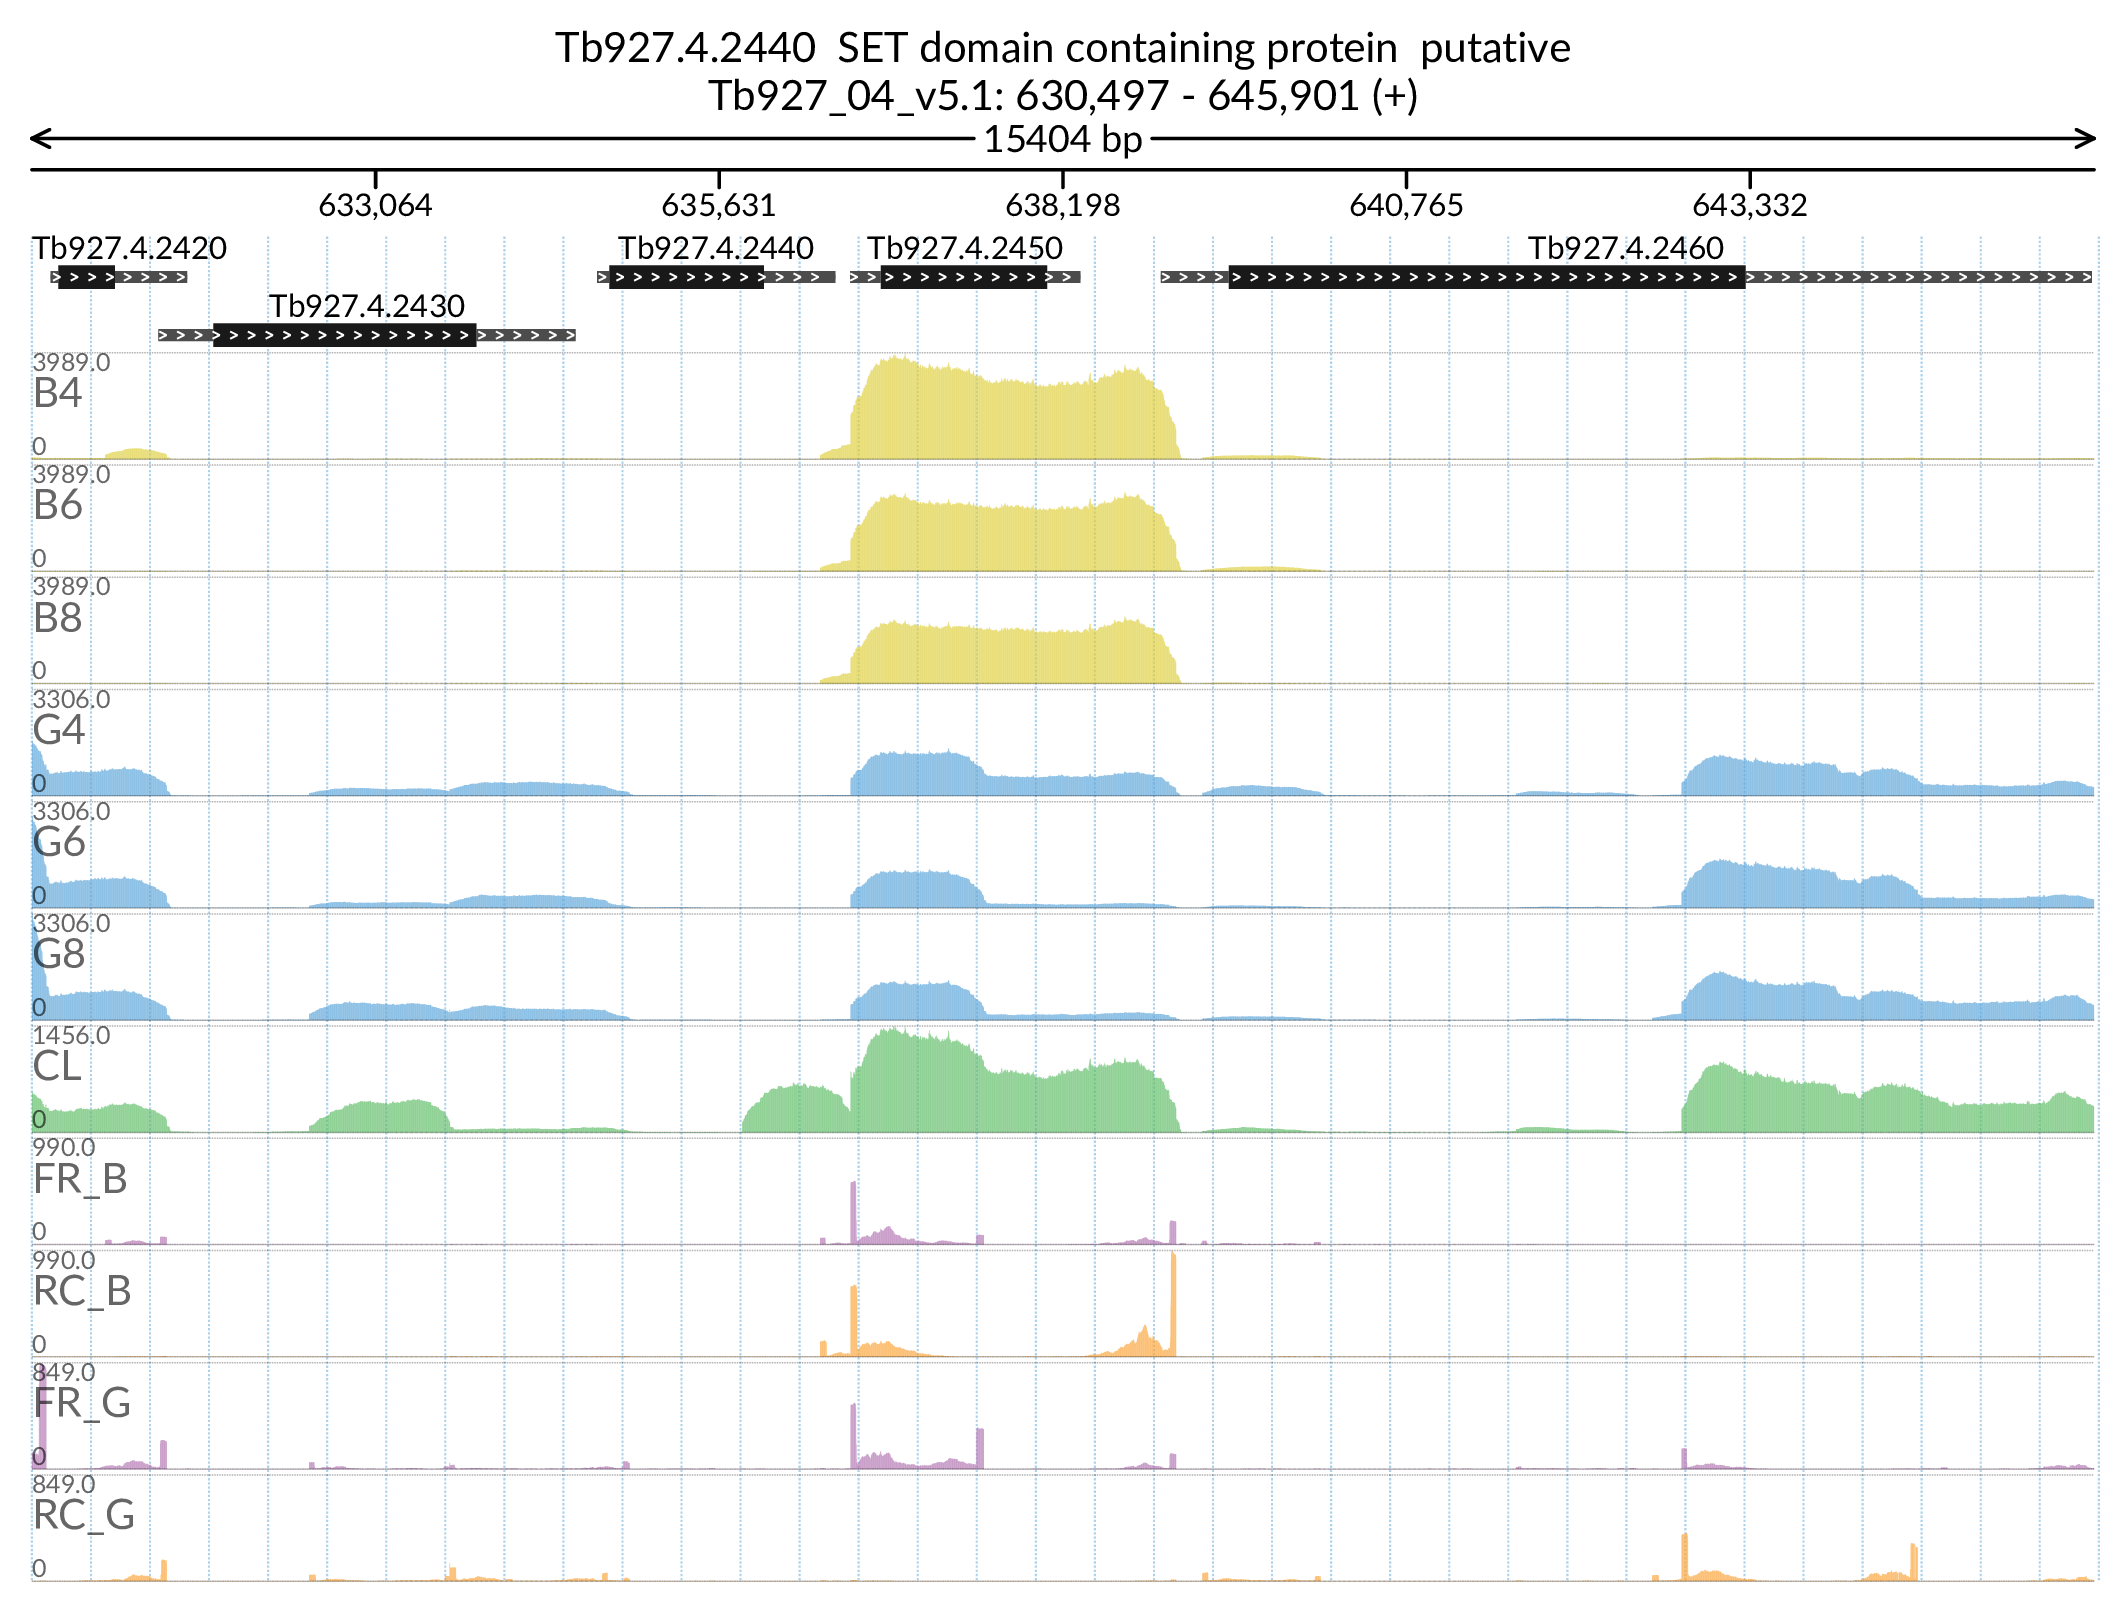 Tb927.4.2440  SET domain containing protein  putative
Tb927_04_v5.1: 630,497 - 645,901 (+)
15404 bp
633,064 635,631 638,198 640,765 643,332
Tb927.4.2420 Tb927.4.2440 Tb927.4.2450 Tb927.4.2460
Tb927.4.2430
3989.0
B4
0
3989.0
B6
0
3989.0
B8
0
3306.0
G4
0
3306.0
G6
0
3306.0
G8
0
1456.0
CL
0
990.0
FR_B
0
990.0
RC_B
0
849.0
FR_G
0
849.0
RC_G
0